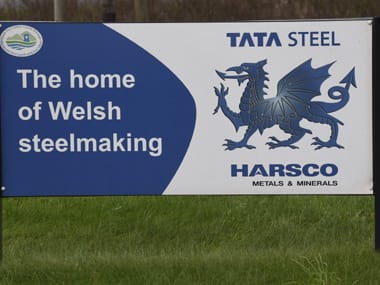 The home
of Welsh
steelmaking
TATA STEEL
HARSCO
METALS & MINERALS